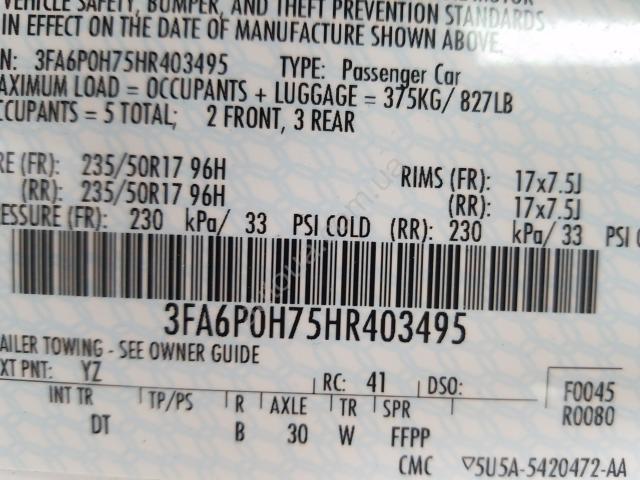 VEHICLE SAFETY, BUMPER, AND THEFT PREVENTION STANDARDS
IN EFFECT ON THE DATE OF MANUFACTURE SHOWN ABOVE.
N: 3FA6P0H75HR403495 TYPE: Passenger Car
MAXIMUM LOAD = OCCUPANTS + LUGGAGE = 375KG/ 827LB
CCUPANTS = 5 TOTAL; 2 FRONT, 3 REAR
RE (FR): 235/50R17 96H RIMS (FR): 17x7.5J
(RR): 235/50R17 96H (RR): 17x7.5J
ESSURE (FR): 230 kPa/ 33 PSI COLD (RR): 230 kPa/ 33 PSI C
3FA6P0H75HR403495
AILER TOWING - SEE OWNER GUIDE
XT PNT: YZ RC: 41 DSO: F0045
INT TR TP/PS R AXLE TR SPR R0080
DT B 30 W FFPP
CMC ▽5U5A-5420472-AA